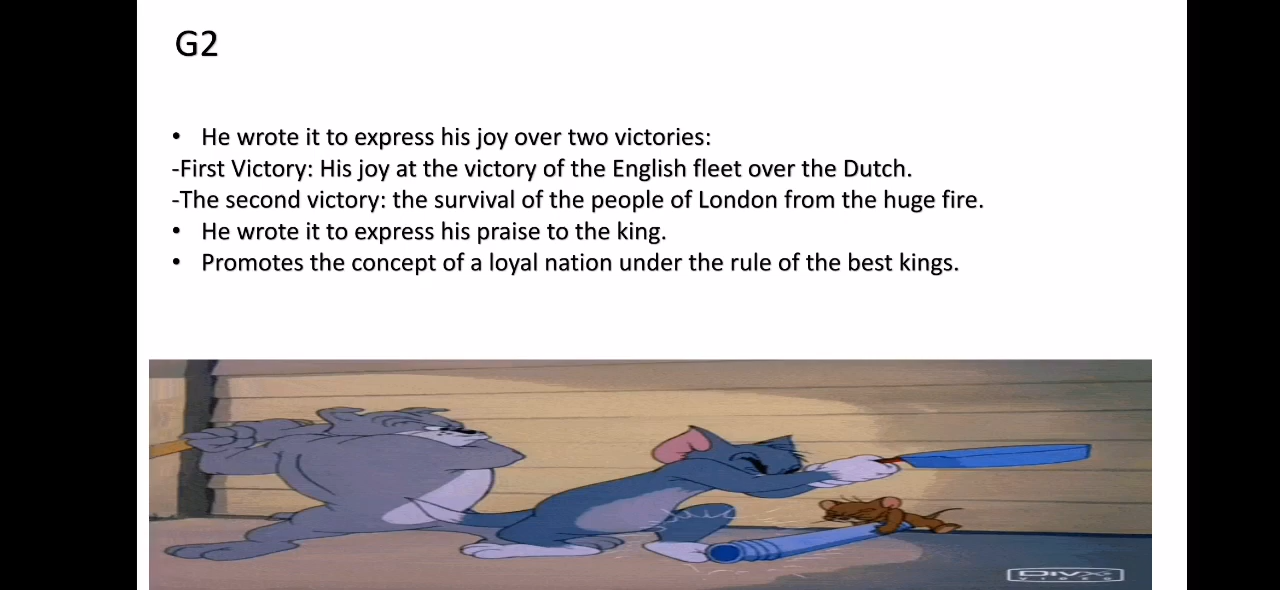 G2
• He wrote it to express his joy over two victories:
-First Victory: His joy at the victory of the English fleet over the Dutch.
-The second victory: the survival of the people of London from the huge fire.
• He wrote it to express his praise to the king.
• Promotes the concept of a loyal nation under the rule of the best kings.
DIVX
VIDEO